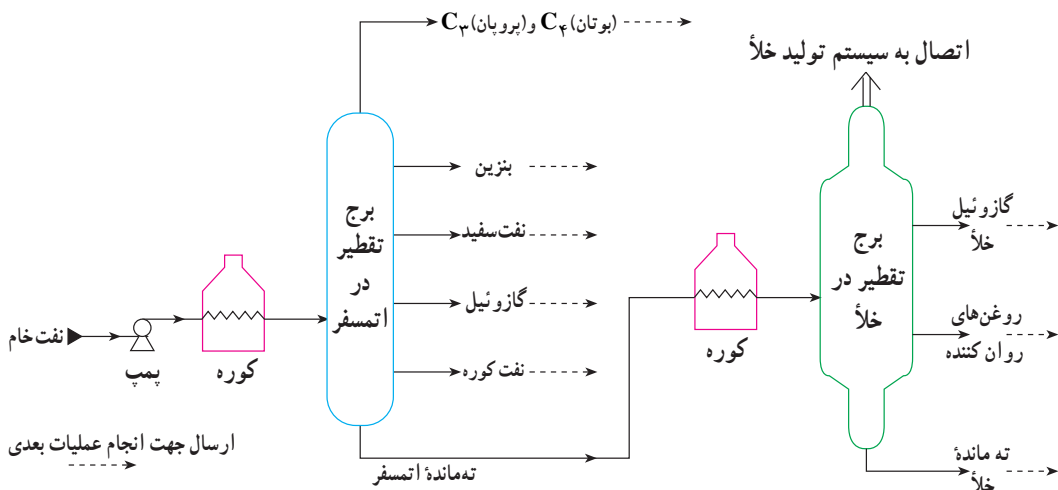 C۳(پروپان) و C۴(بوتان)
اتصال به سیستم تولید خلأ
بنزین
نفت‌سفید
گازوئیل
نفت کوره
برج
تقطیر
در
اتمسفر
نفت خام
پمپ
کوره
ته‌ماندهٔ اتمسفر
کوره
برج
تقطیر در
خلأ
گازوئیل
خلأ
روغن‌های
روان کننده
ته ماندهٔ
خلأ
ارسال جهت انجام عملیات بعدی